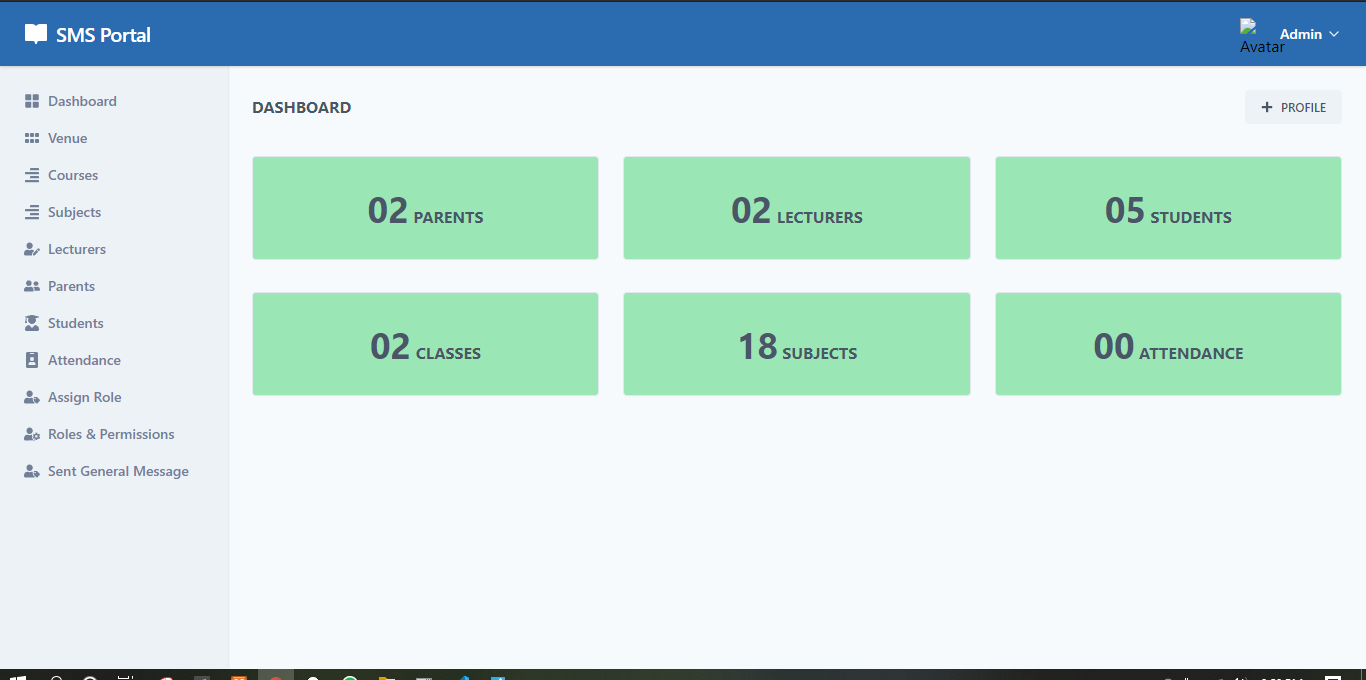 SMS Portal
Avatar
Admin
Dashboard
Venue
Courses
Subjects
Lecturers
Parents
Students
Attendance
Assign Role
Roles & Permissions
Sent General Message
DASHBOARD
PROFILE
02 PARENTS
02 LECTURERS
05 STUDENTS
02 CLASSES
18 SUBJECTS
00 ATTENDANCE